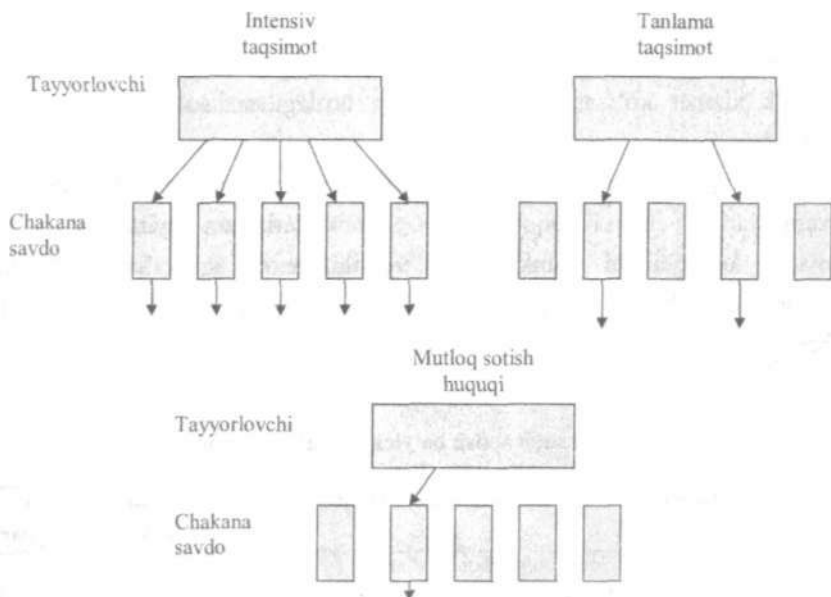 Intensiv
taqsimot
Tanlama
taqsimot
Tayyorlovchi
Chakana
savdo
Mutloq sotish
huquqi
Tayyorlovchi
Chakana
savdo